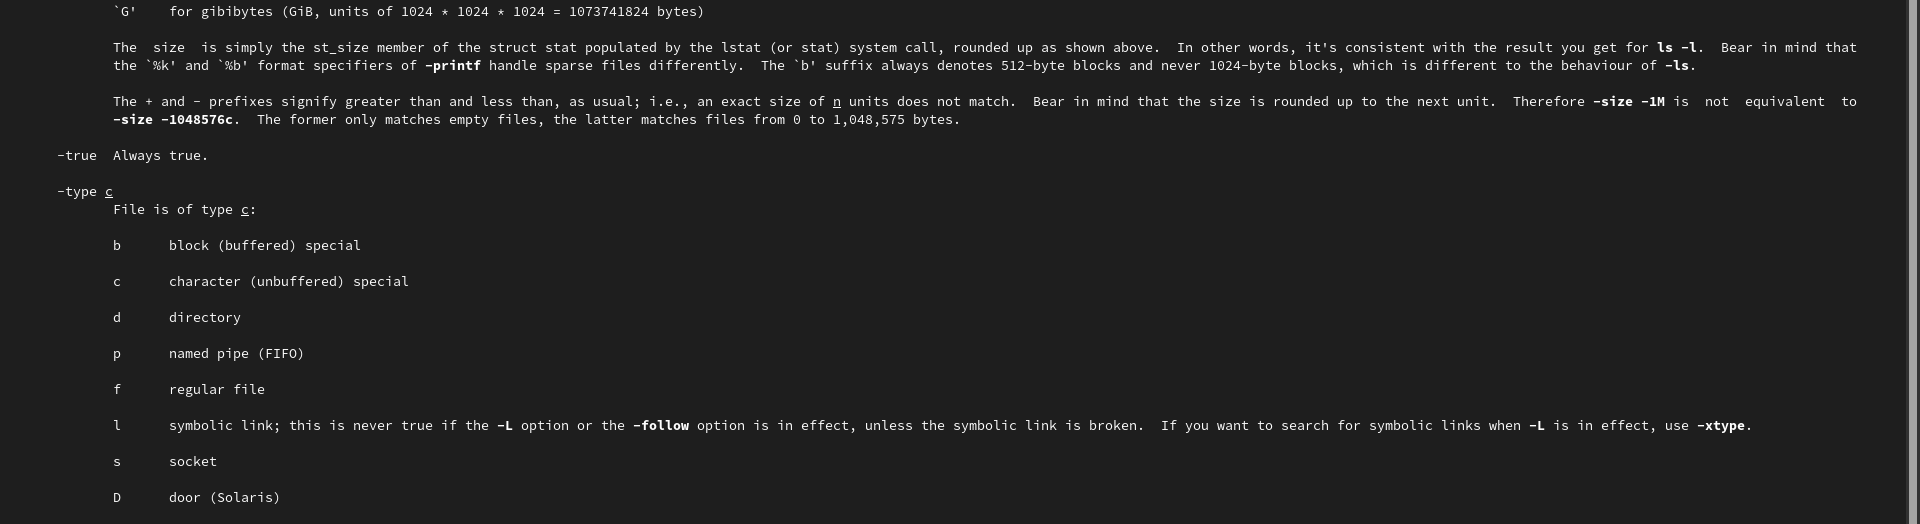 `G'    for gibibytes (GiB, units of 1024 * 1024 * 1024 = 1073741824 bytes)
The  size  is simply the st_size member of the struct stat populated by the lstat (or stat) system call, rounded up as shown above.  In other words, it's consistent with the result you get for ls -l.  Bear in mind that
the `%k' and `%b' format specifiers of -printf handle sparse files differently.  The `b' suffix always denotes 512-byte blocks and never 1024-byte blocks, which is different to the behaviour of -ls.
The + and - prefixes signify greater than and less than, as usual; i.e., an exact size of n units does not match.  Bear in mind that the size is rounded up to the next unit.  Therefore -size -1M is  not  equivalent  to
-size -1048576c.  The former only matches empty files, the latter matches files from 0 to 1,048,575 bytes.
-true  Always true.
-type c
File is of type c:
b      block (buffered) special
c      character (unbuffered) special
d      directory
p      named pipe (FIFO)
f      regular file
l      symbolic link; this is never true if the -L option or the -follow option is in effect, unless the symbolic link is broken.  If you want to search for symbolic links when -L is in effect, use -xtype.
s      socket
D      door (Solaris)